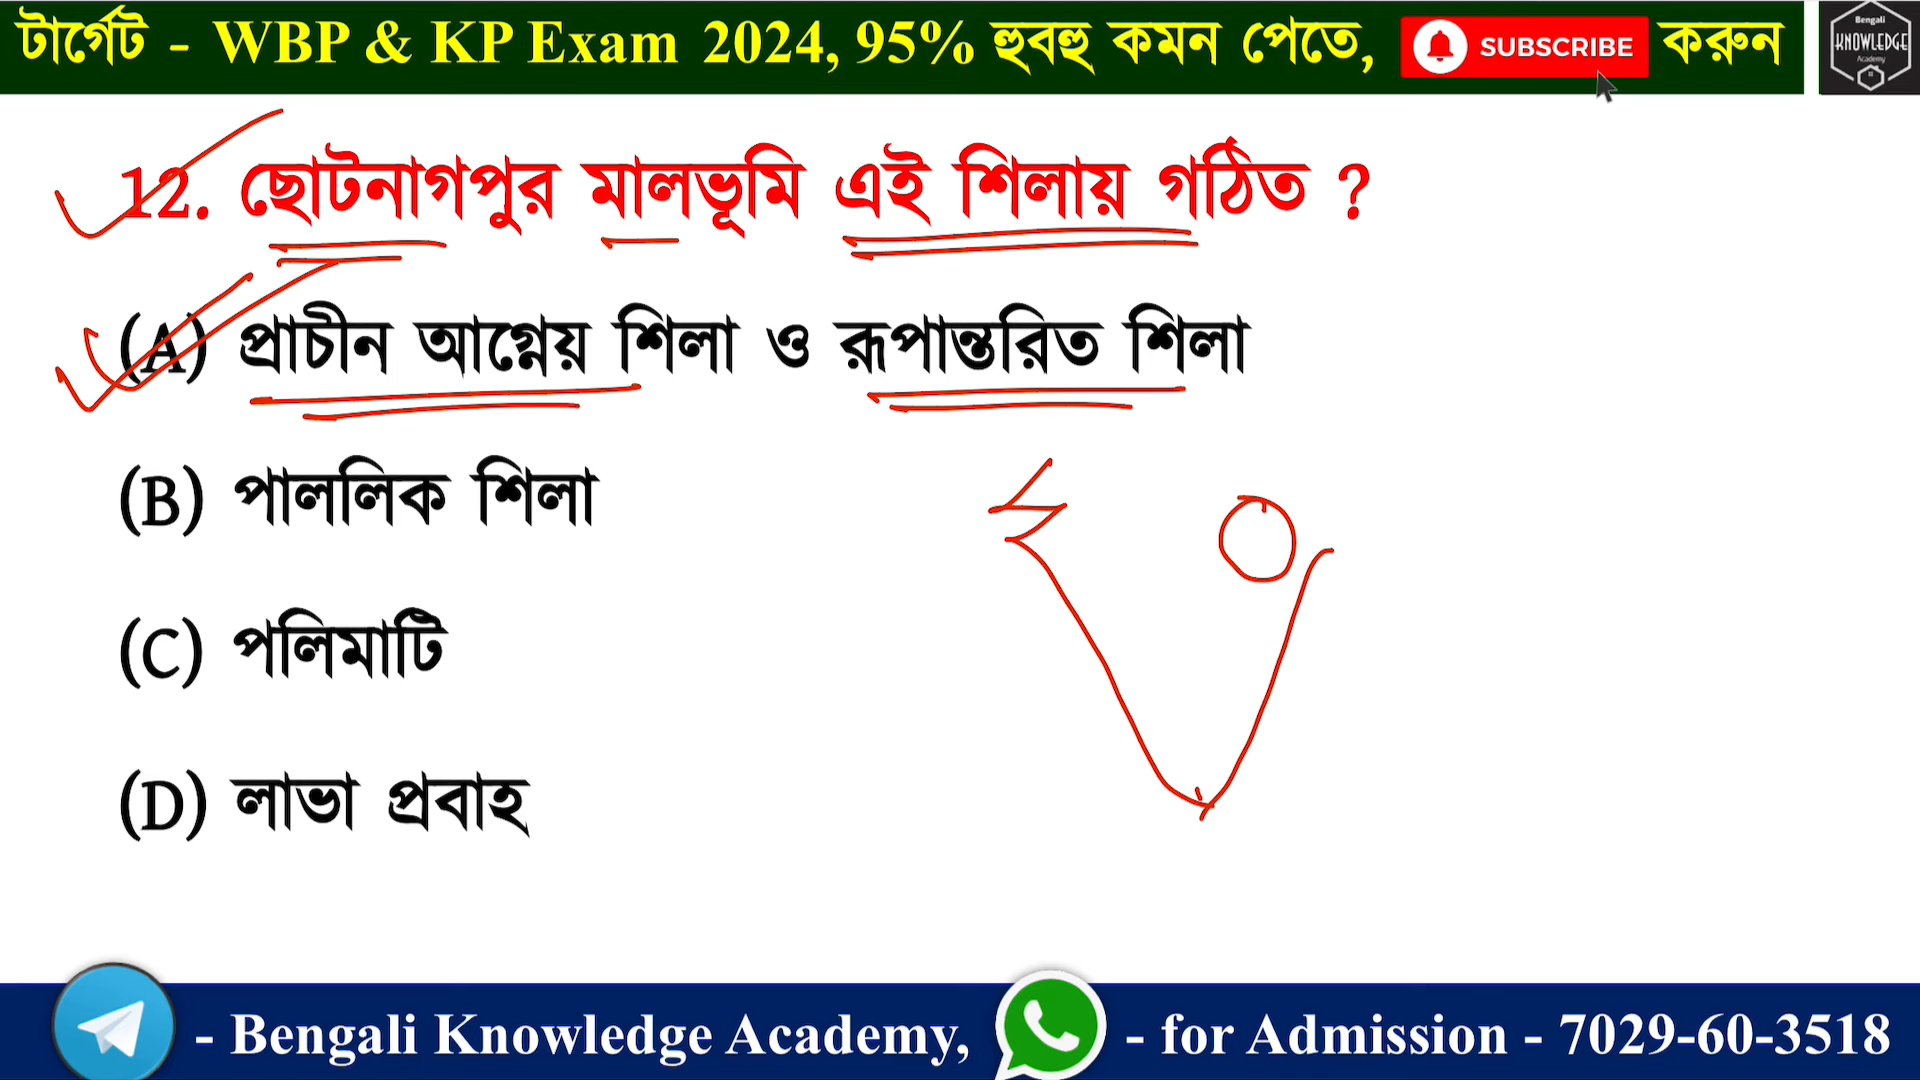 টার্গেট - WBP & KP Exam 2024, 95% হুবহু কমন পেতে, SUBSCRIBE করুন
Bengali
KNOWLEDGE
Academy
12. ছোটনাগপুর মালভূমি এই শিলায় গঠিত ?
(A) প্রাচীন আগ্নেয় শিলা ও রূপান্তরিত শিলা
(B) পাললিক শিলা
(C) পলিমাটি
(D) লাভা প্রবাহ
- Bengali Knowledge Academy, - for Admission - 7029-60-3518